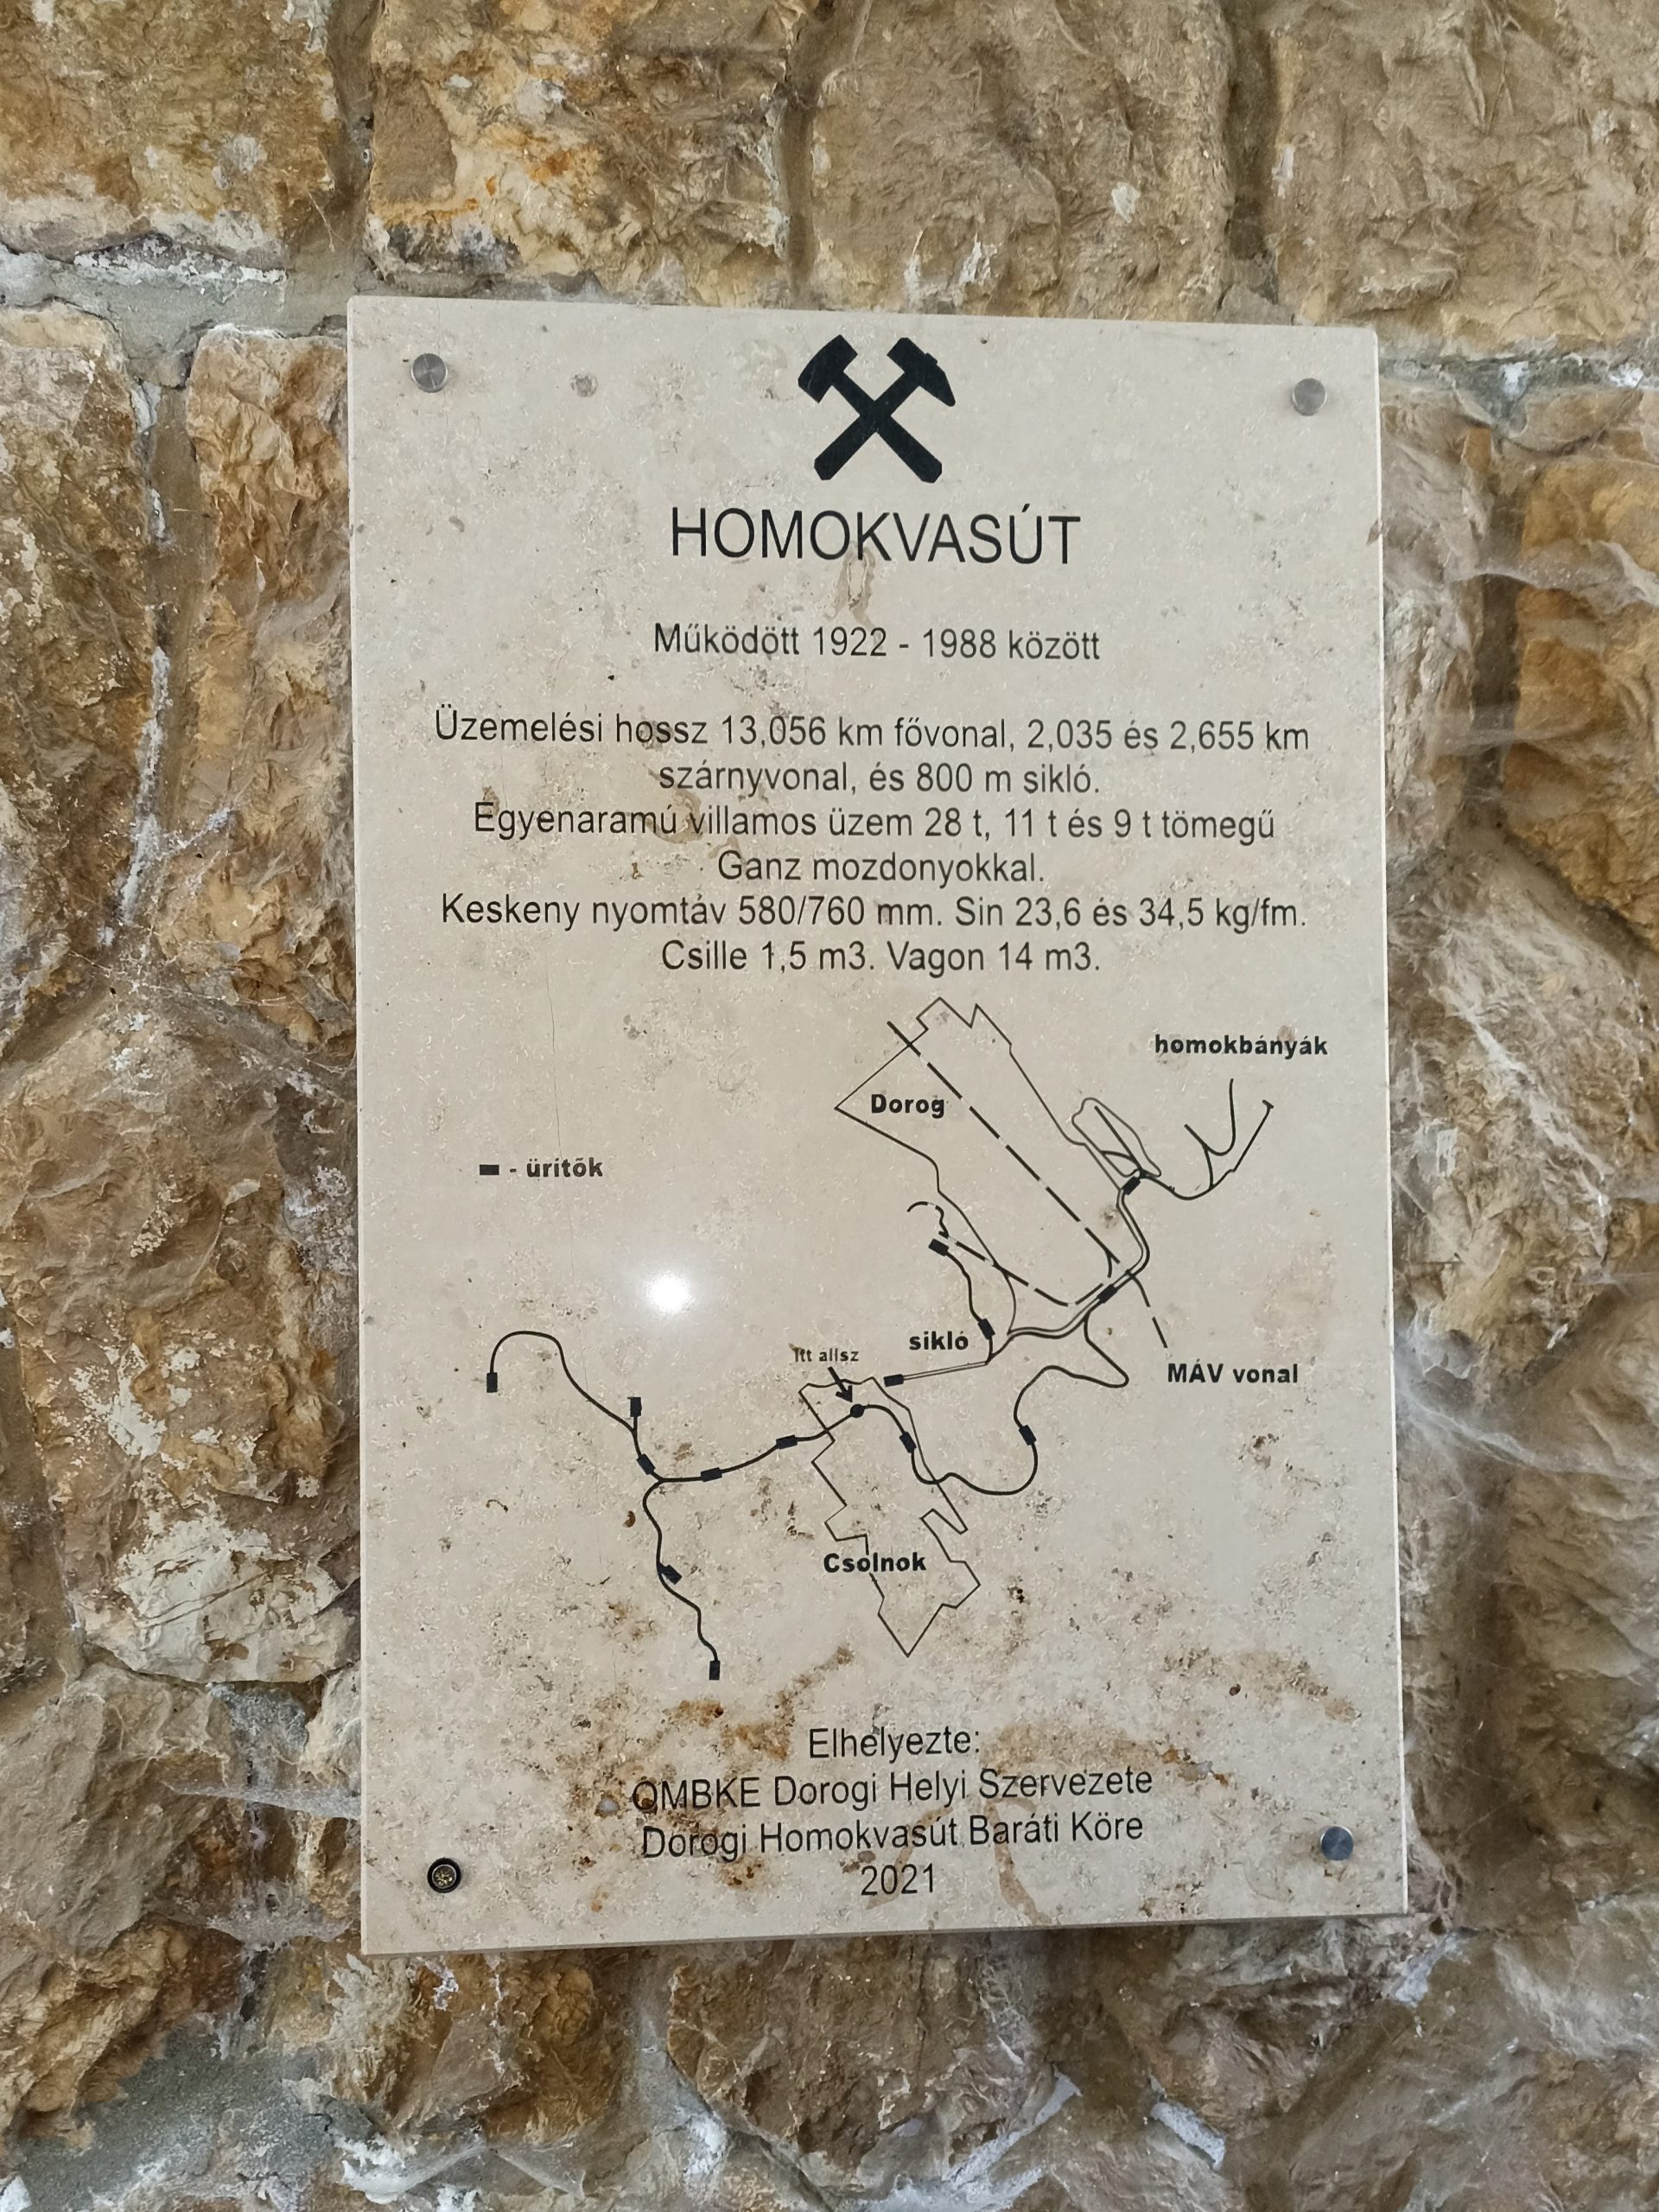 HOMOKVASÚT
Működött 1922 - 1988 között
Üzemelési hossz 13,056 km fővonal, 2,035 és 2,655 km
szárnyvonal, és 800 m sikló.
Egyenaramú villamos üzem 28 t, 11 t és 9 t tömegű
Ganz mozdonyokkal.
Keskeny nyomtáv 580/760 mm. Sin 23,6 és 34,5 kg/fm.
Csille 1,5 m3. Vagon 14 m3.
homokbányák
Dorog
- ürítõk
sikló
Itt allsz
MÁV vonal
Csolnok
Elhelyezte:
OMBKE Dorogi Helyi Szervezete
Dorogi Homokvasút Baráti Köre
2021